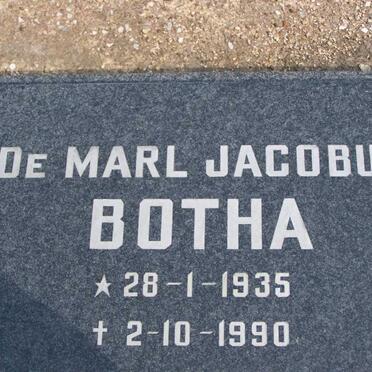 De MARL JACOBU
BOTHA
★ 28-1-1935
† 2-10-1990